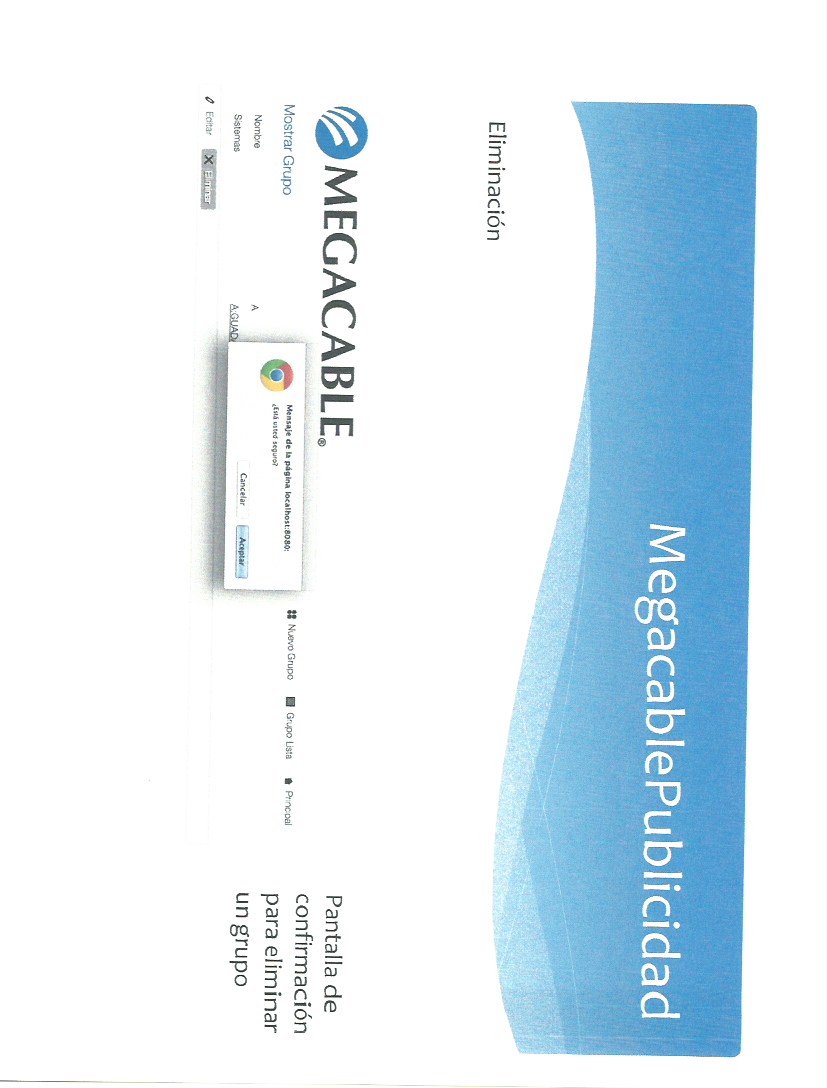 MegacablePublicidad
Eliminación
MEGACABLE®
Mostrar Grupo
Nuevo Grupo
Grupo Lista
Principal
Nombre
A
Sistemas
A:GUAD
Mensaje de la página localhost:8080:
¿Está usted seguro?
Cancelar
Aceptar
Editar
Eliminar
Pantalla de
confirmación
para eliminar
un grupo